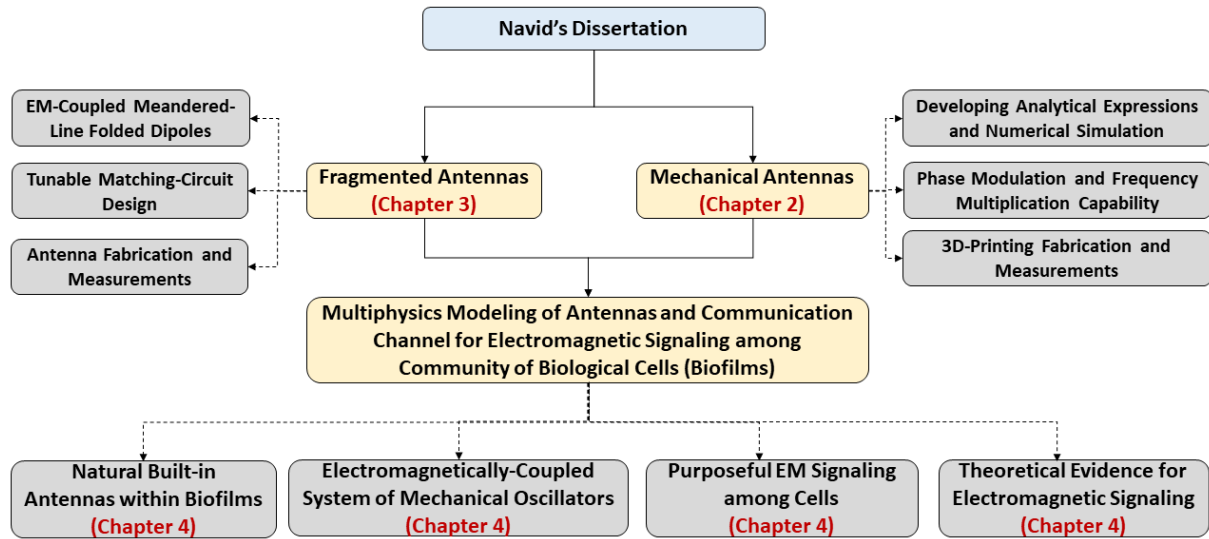 Navid's Dissertation
EM-Coupled Meandered-
Line Folded Dipoles
Tunable Matching-Circuit
Design
Antenna Fabrication and
Measurements
Fragmented Antennas
(Chapter 3)
Mechanical Antennas
(Chapter 2)
Developing Analytical Expressions
and Numerical Simulation
Phase Modulation and Frequency
Multiplication Capability
3D-Printing Fabrication and
Measurements
Multiphysics Modeling of Antennas and Communication
Channel for Electromagnetic Signaling among
Community of Biological Cells (Biofilms)
Natural Built-in
Antennas within Biofilms
(Chapter 4)
Electromagnetically-Coupled
System of Mechanical Oscillators
(Chapter 4)
Purposeful EM Signaling
among Cells
(Chapter 4)
Theoretical Evidence for
Electromagnetic Signaling
(Chapter 4)